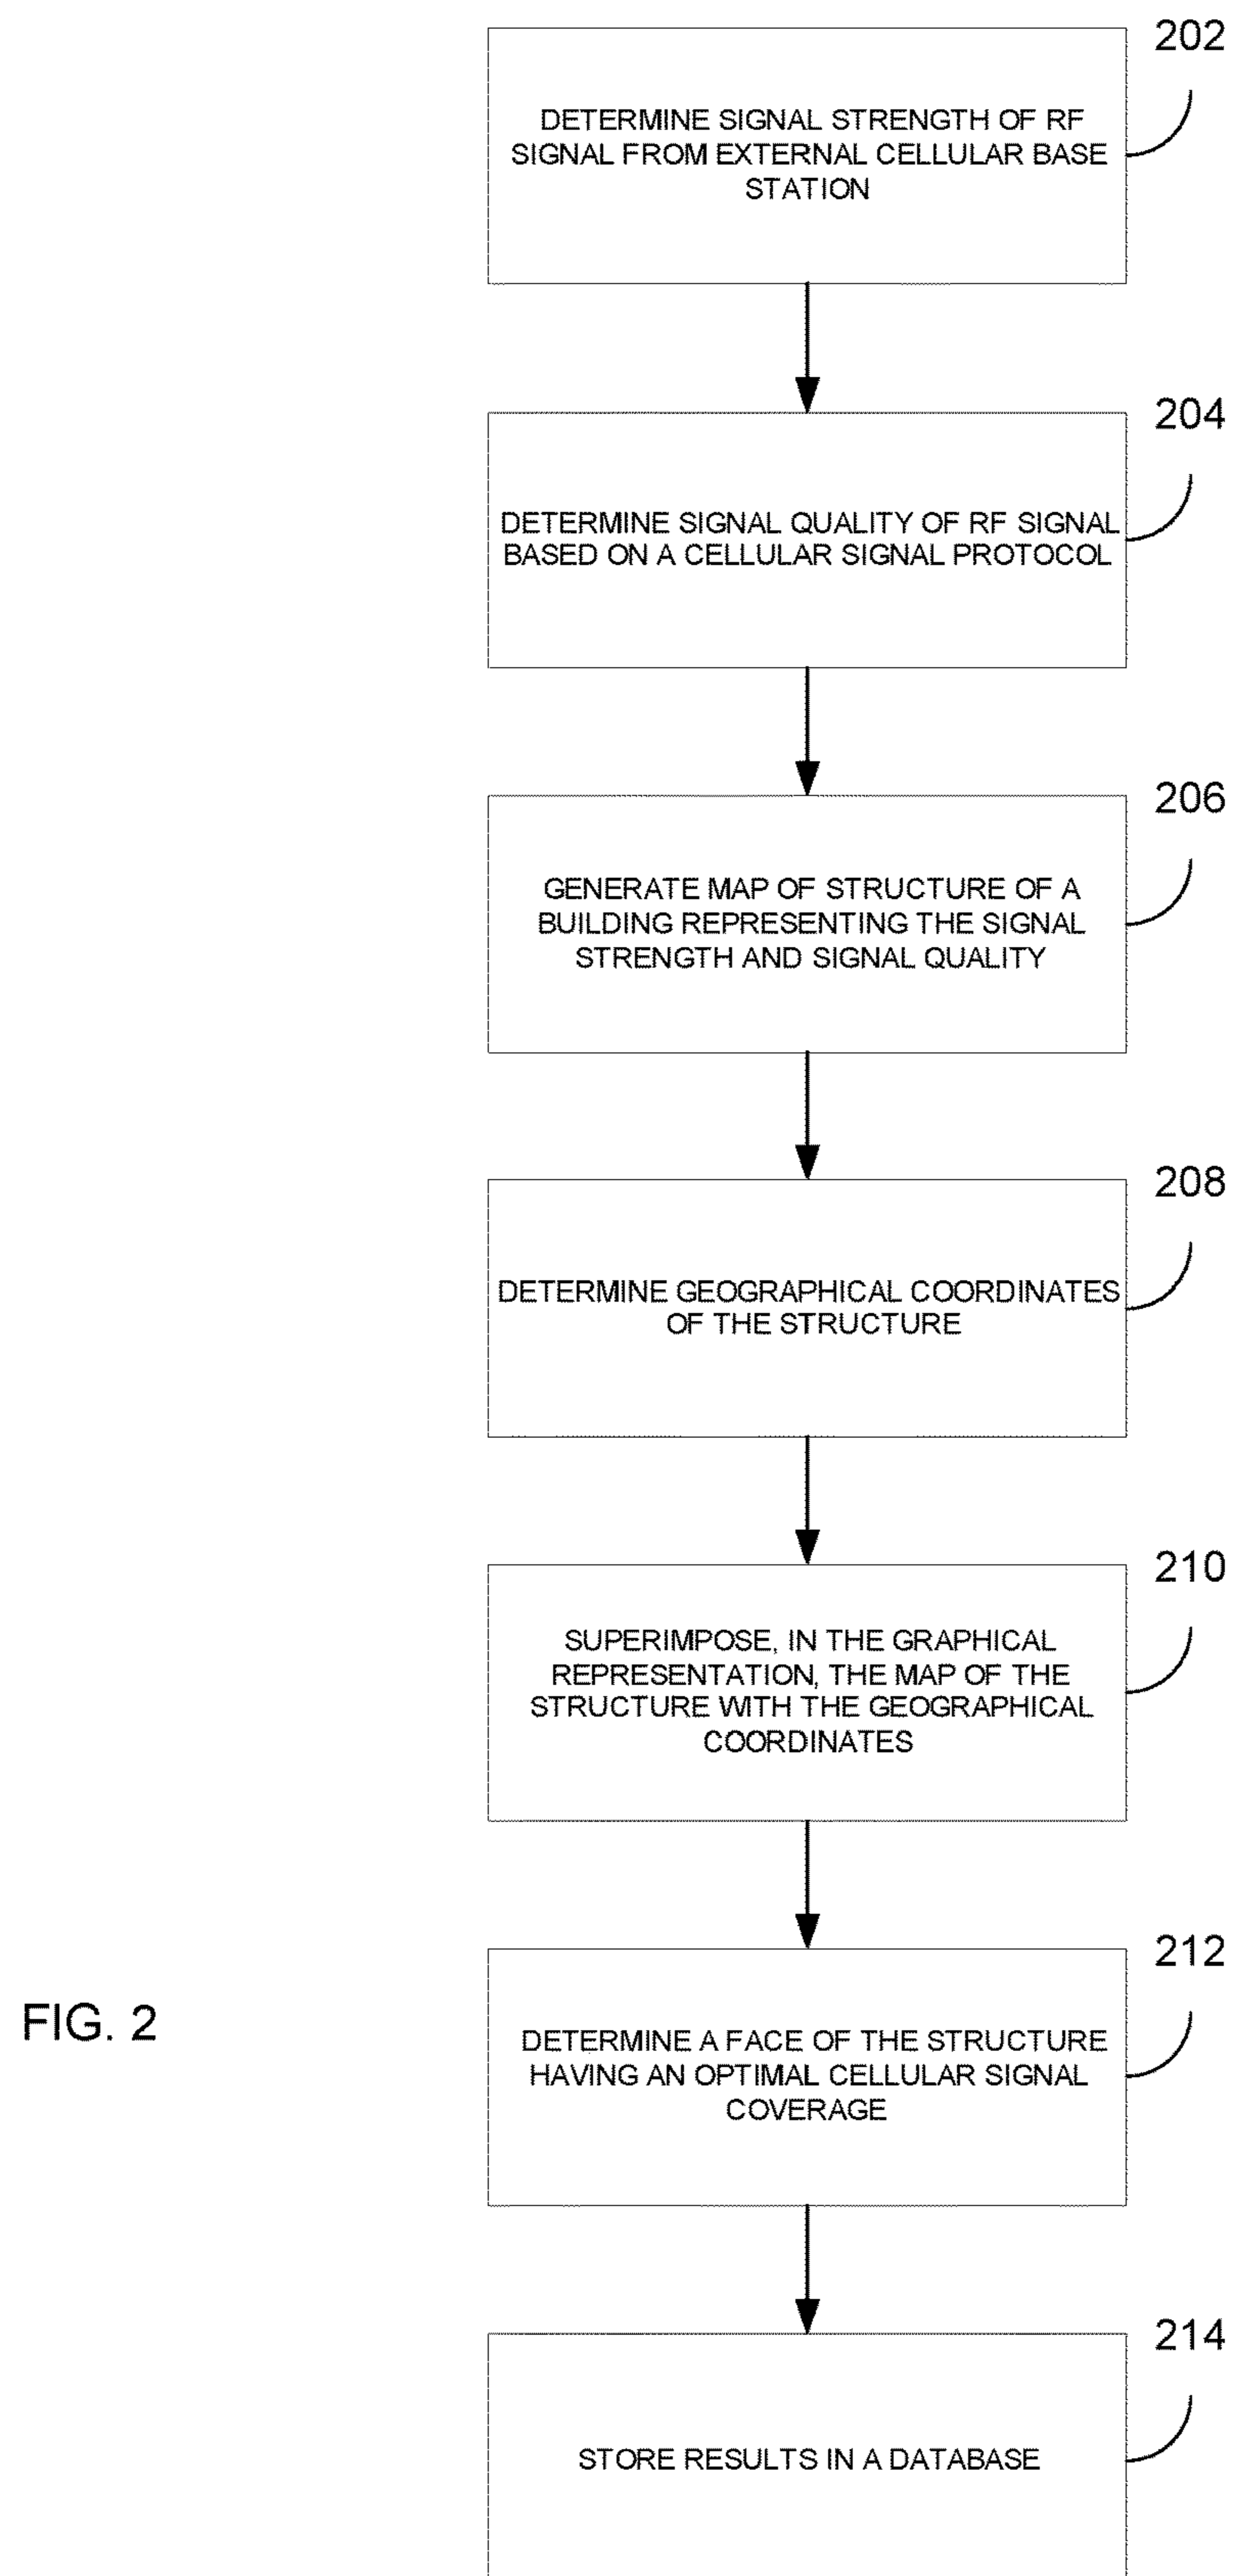 202
DETERMINE SIGNAL STRENGTH OF RF
SIGNAL FROM EXTERNAL CELLULAR BASE
STATION
204
DETERMINE SIGNAL QUALITY OF RF SIGNAL
BASED ON A CELLULAR SIGNAL PROTOCOL
206
GENERATE MAP OF STRUCTURE OF A
BUILDING REPRESENTING THE SIGNAL
STRENGTH AND SIGNAL QUALITY
208
DETERMINE GEOGRAPHICAL COORDINATES
OF THE STRUCTURE
210
SUPERIMPOSE, IN THE GRAPHICAL
REPRESENTATION, THE MAP OF THE
STRUCTURE WITH THE GEOGRAPHICAL
COORDINATES
212
FIG. 2
DETERMINE A FACE OF THE STRUCTURE
HAVING AN OPTIMAL CELLULAR SIGNAL
COVERAGE
214
STORE RESULTS IN A DATABASE